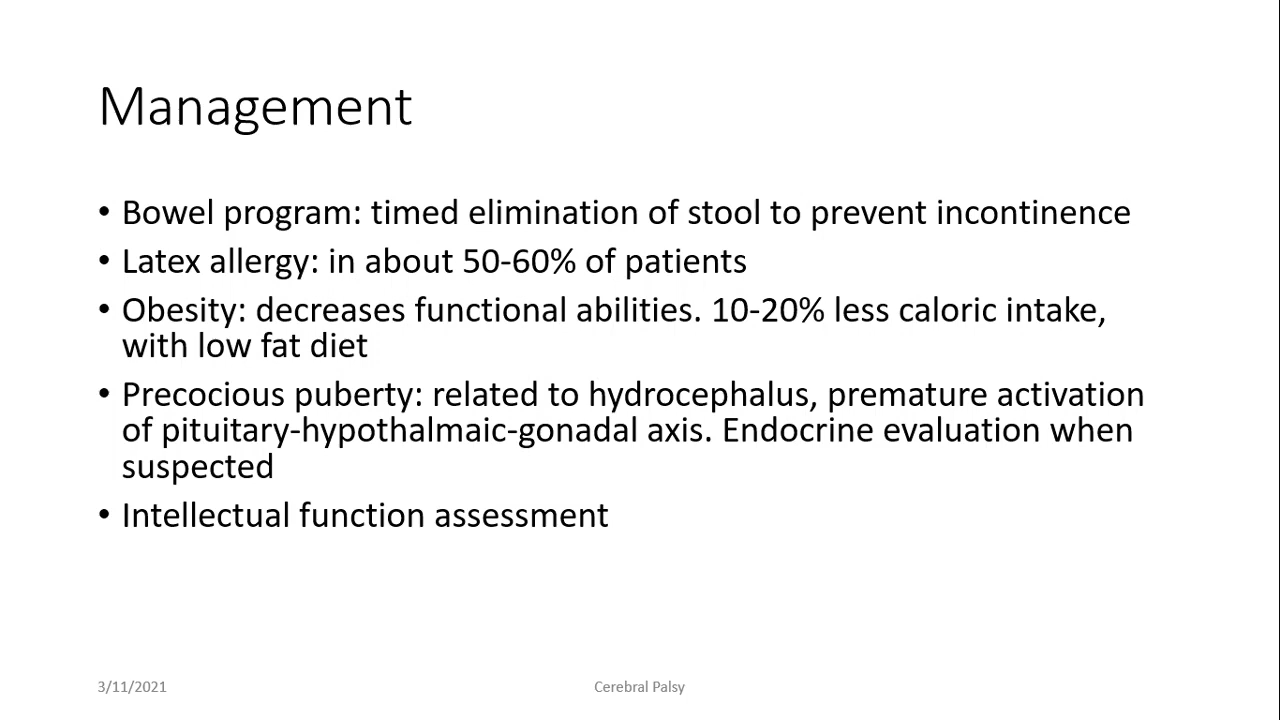 Management
• Bowel program: timed elimination of stool to prevent incontinence
• Latex allergy: in about 50-60% of patients
• Obesity: decreases functional abilities. 10-20% less caloric intake,
with low fat diet
• Precocious puberty: related to hydrocephalus, premature activation
of pituitary-hypothalmaic-gonadal axis. Endocrine evaluation when
suspected
• Intellectual function assessment
3/11/2021
Cerebral Palsy